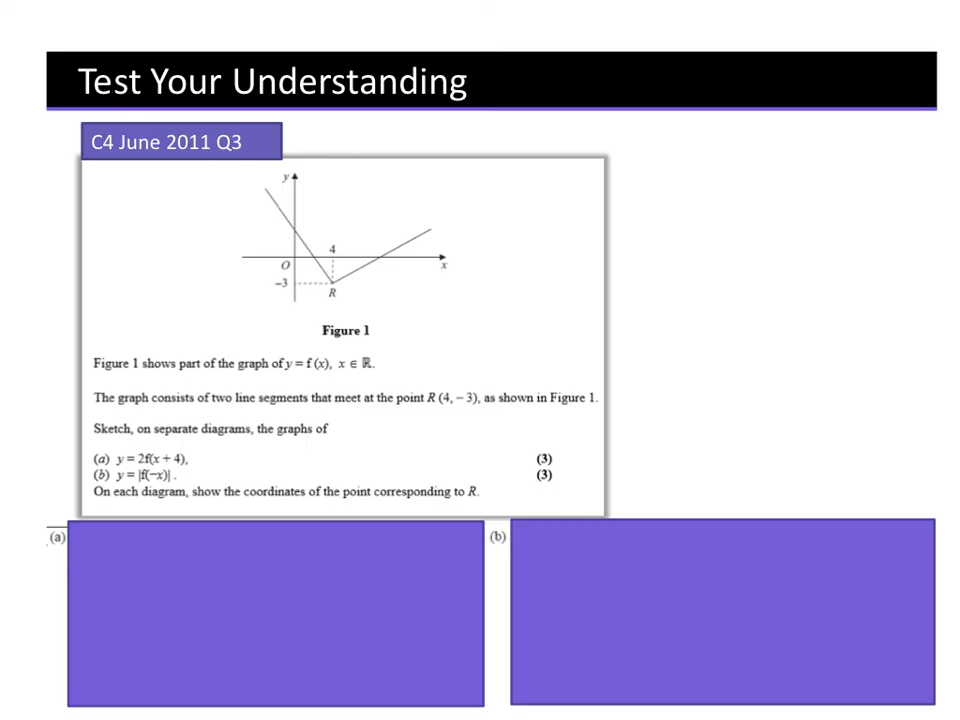 Test Your Understanding
C4 June 2011 Q3
y
4
O
x
−3
R
Figure 1
Figure 1 shows part of the graph of y = f (x), x ∈ ℝ.
The graph consists of two line segments that meet at the point R (4, − 3), as shown in Figure 1.
Sketch, on separate diagrams, the graphs of
(a) y = 2f(x + 4), (3)
(b) y = |f(−x)| . (3)
On each diagram, show the coordinates of the point corresponding to R.
(a)
(b)